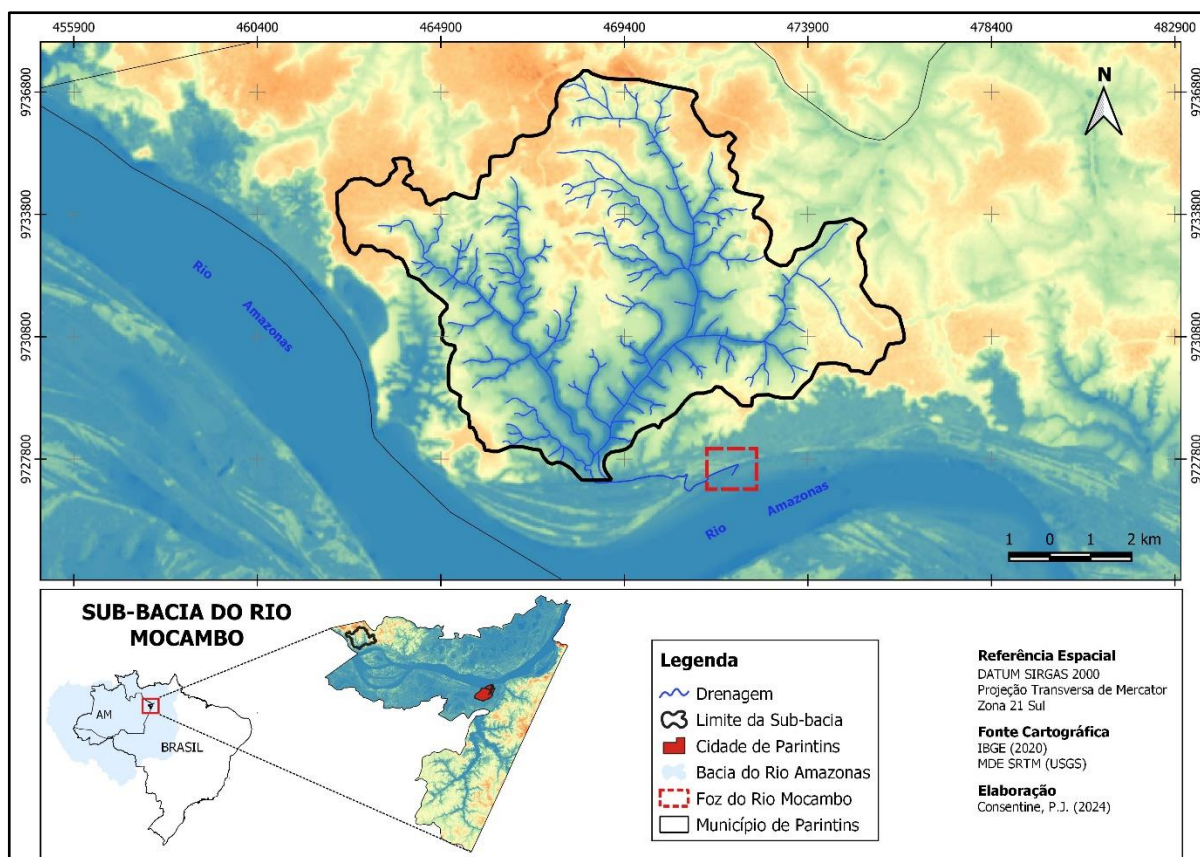 455900 460400 464900 469400 473900 478400 482900
9736800 9736800
N
9733800 9733800
Rio
Amazonas
9730800 9730800
9727800 9727800
Rio Amazonas
1 0 1 2 km
SUB-BACIA DO RIO
MOCAMBO
AM
BRASIL
Legenda
Drenagem
Limite da Sub-bacia
Cidade de Parintins
Bacia do Rio Amazonas
Foz do Rio Mocambo
Município de Parintins
Referência Espacial
DATUM SIRGAS 2000
Projeção Transversa de Mercator
Zona 21 Sul
Fonte Cartográfica
IBGE (2020)
MDE SRTM (USGS)
Elaboração
Consentine, P.J. (2024)